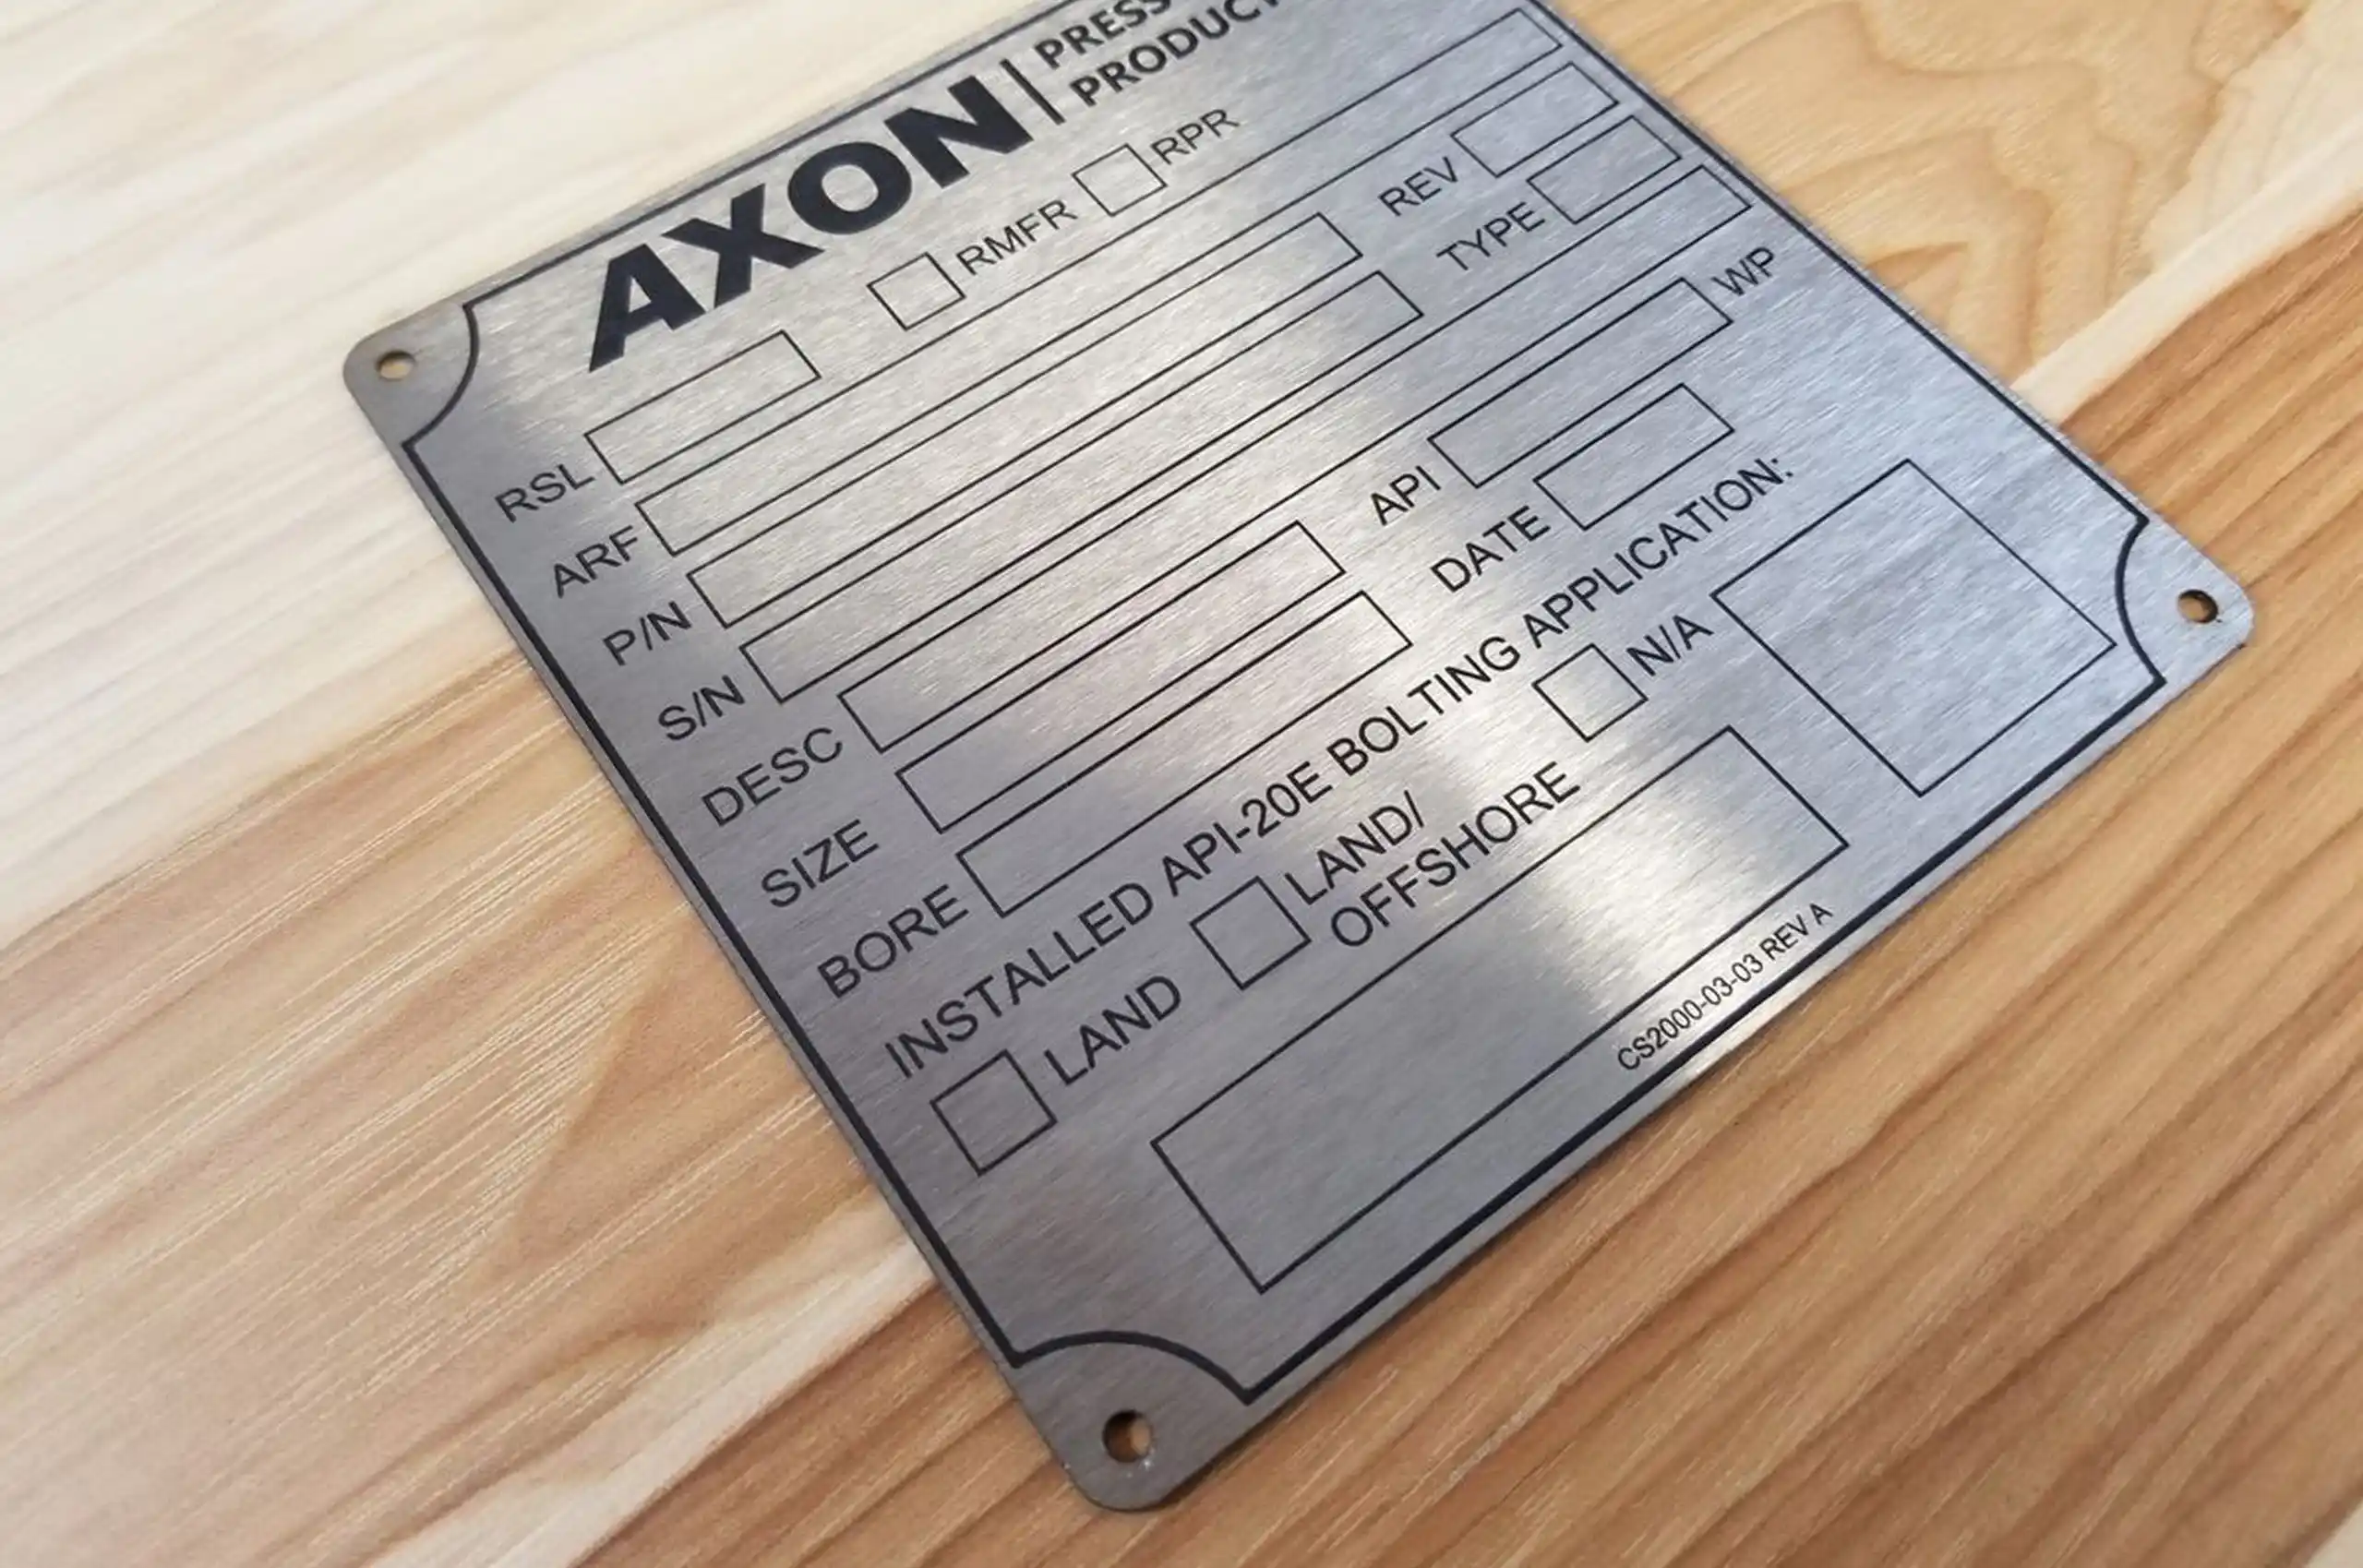 AXON | PRESS
PRODUCT
RSL RMFR RPR
ARF
P/N REV
S/N TYPE
DESC
SIZE API WP
BORE DATE
INSTALLED API-20E BOLTING APPLICATION:
LAND LAND/ OFFSHORE N/A
CS2000-03-03 REV A